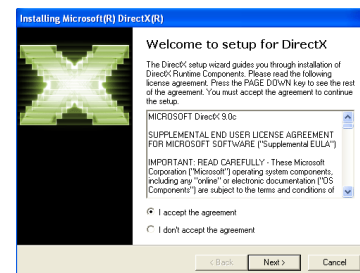 Installing Microsoft(R) DirectX(R)
Welcome to setup for DirectX
The DirectX setup wizard guides you through installation of
DirectX Runtime Components. Please read the following
license agreement. Press the PAGE DOWN key to see the rest
of the agreement. You must accept the agreement to continue
the setup.
MICROSOFT DirectX 9.0c
SUPPLEMENTAL END USER LICENSE AGREEMENT
FOR MICROSOFT SOFTWARE ("Supplemental EULA")
IMPORTANT: READ CAREFULLY - These Microsoft
Corporation ("Microsoft") operating system components,
including any "online" or electronic documentation ("OS
Components") are subject to the terms and conditions of
I accept the agreement
I don't accept the agreement
< Back Next > Cancel